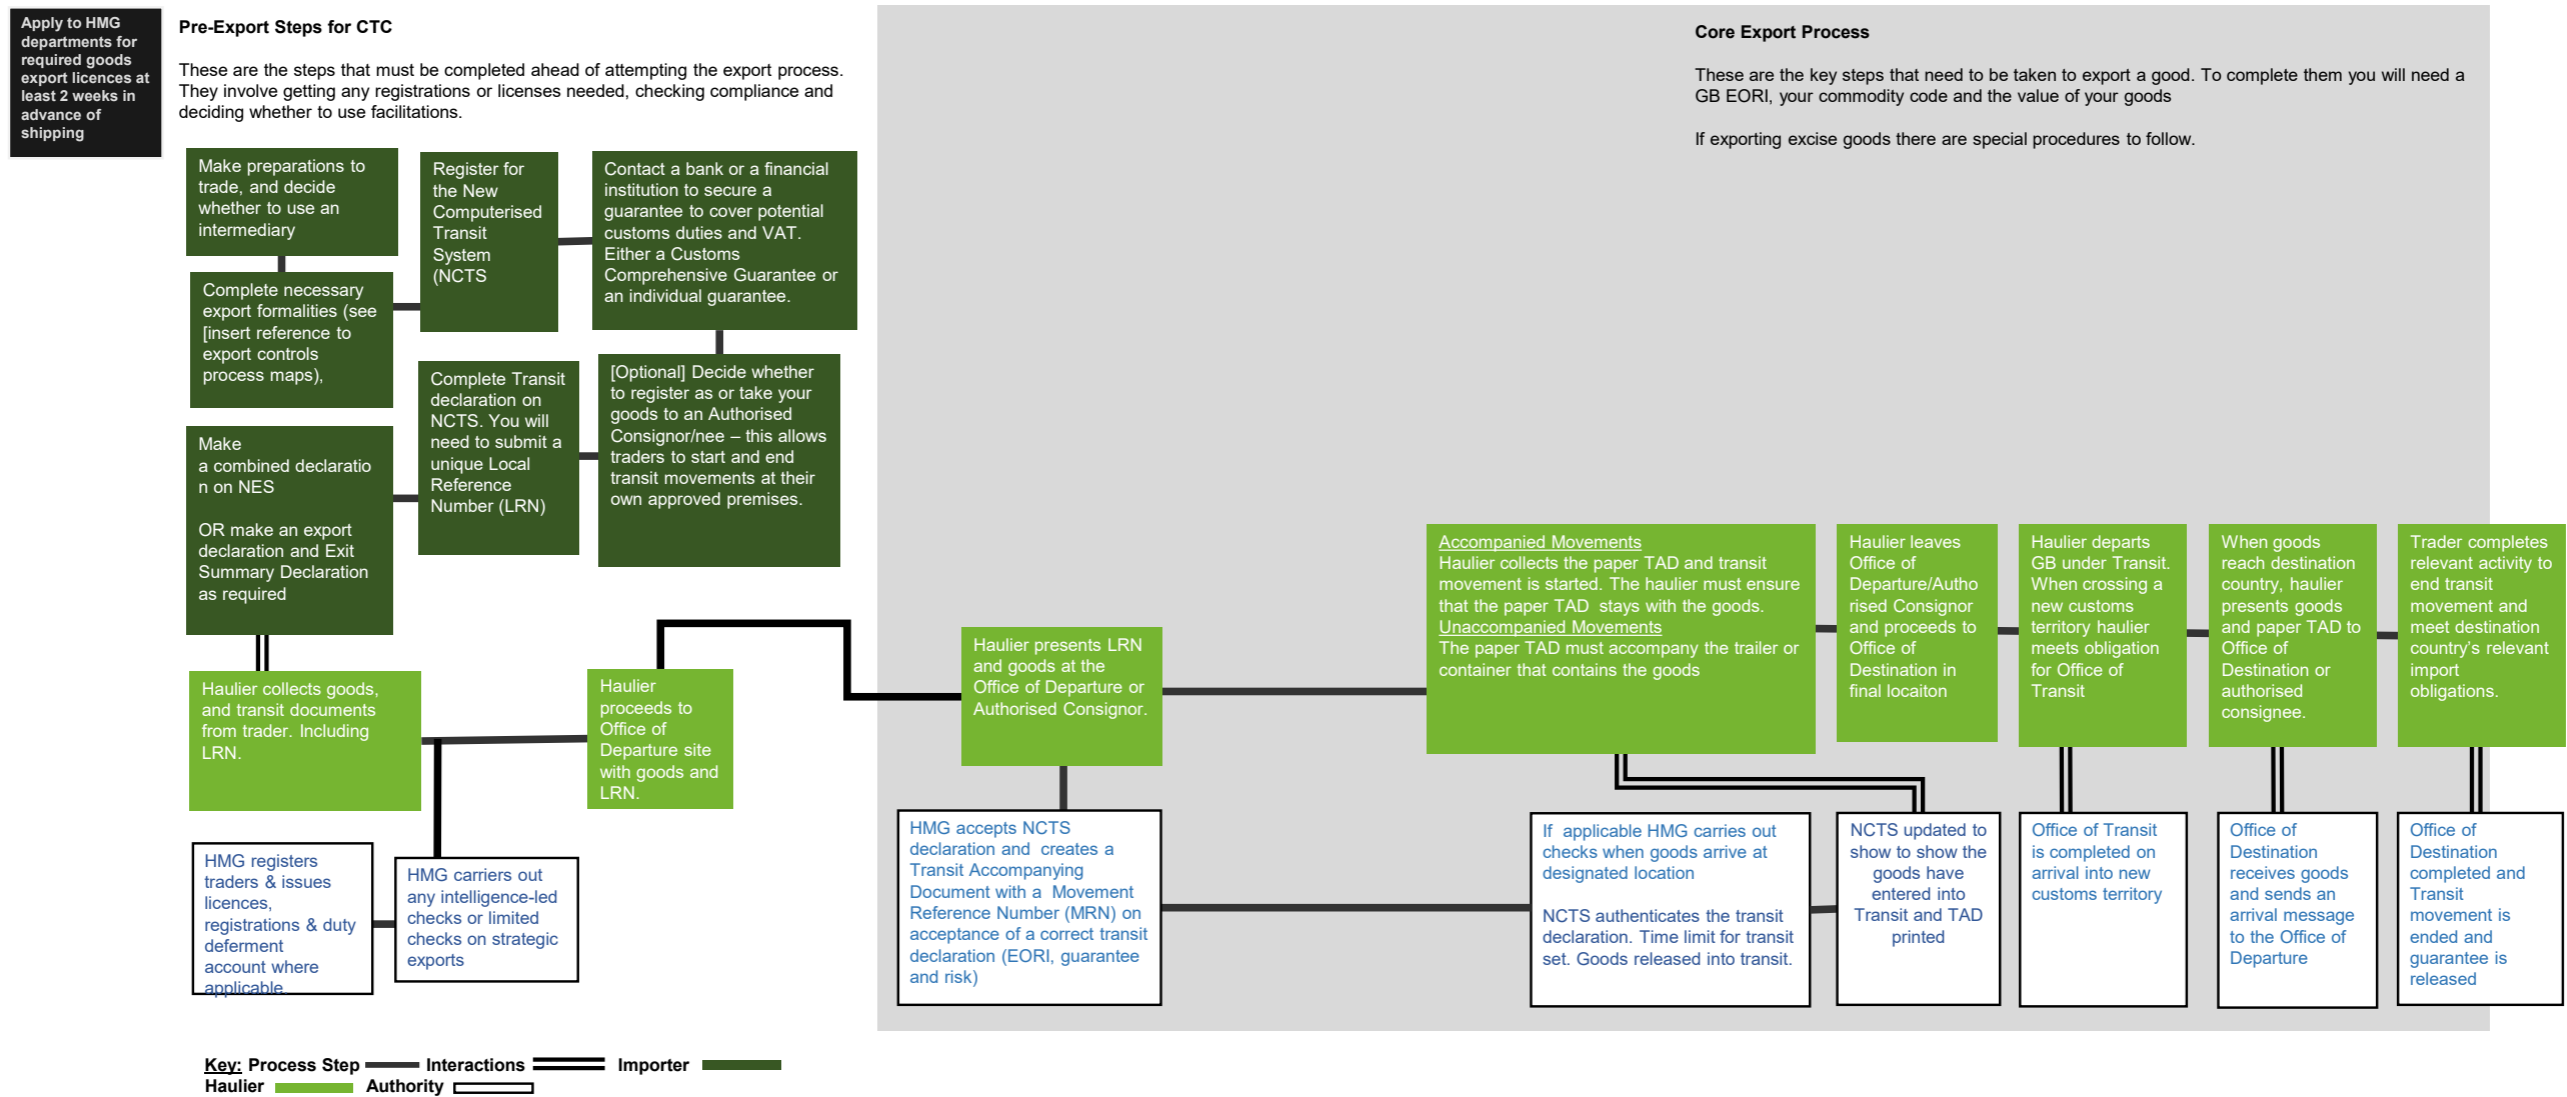 Apply to HMG
departments for
required goods
export licences at
least 2 weeks in
advance of
shipping
Pre-Export Steps for CTC
These are the steps that must be completed ahead of attempting the export process.
They involve getting any registrations or licenses needed, checking compliance and
deciding whether to use facilitations.
Core Export Process
These are the key steps that need to be taken to export a good. To complete them you will need a
GB EORI, your commodity code and the value of your goods
If exporting excise goods there are special procedures to follow.
Make preparations to
trade, and decide
whether to use an
intermediary
Register for
the New
Computerised
Transit
System
(NCTS
Contact a bank or a financial
institution to secure a
guarantee to cover potential
customs duties and VAT.
Either a Customs
Comprehensive Guarantee or
an individual guarantee.
Complete necessary
export formalities (see
[insert reference to
export controls
process maps),
Complete Transit
declaration on
NCTS. You will
need to submit a
unique Local
Reference
Number (LRN)
[Optional] Decide whether
to register as or take your
goods to an Authorised
Consignor/nee – this allows
traders to start and end
transit movements at their
own approved premises.
Make
a combined declaratio
n on NES
OR make an export
declaration and Exit
Summary Declaration
as required
Haulier collects goods,
and transit documents
from trader. Including
LRN.
Haulier
proceeds to
Office of
Departure site
with goods and
LRN.
Haulier presents LRN
and goods at the
Office of Departure or
Authorised Consignor.
Accompanied Movements
Haulier collects the paper TAD and transit
movement is started. The haulier must ensure
that the paper TAD  stays with the goods.
Unaccompanied Movements
The paper TAD must accompany the trailer or
container that contains the goods
Haulier leaves
Office of
Departure/Autho
rised Consignor
and proceeds to
Office of
Destination in
final locaiton
Haulier departs
GB under Transit.
When crossing a
new customs
territory haulier
meets obligation
for Office of
Transit
When goods
reach destination
country, haulier
presents goods
and paper TAD to
Office of
Destination or
authorised
consignee.
Trader completes
relevant activity to
end transit
movement and
meet destination
country's relevant
import
obligations.
HMG registers
traders & issues
licences,
registrations & duty
deferment
account where
applicable.
HMG carriers out
any intelligence-led
checks or limited
checks on strategic
exports
HMG accepts NCTS
declaration and  creates a
Transit Accompanying
Document with a  Movement
Reference Number (MRN) on
acceptance of a correct transit
declaration (EORI, guarantee
and risk)
If  applicable HMG carries out
checks when goods arrive at
designated location
NCTS authenticates the transit
declaration. Time limit for transit
set. Goods released into transit.
NCTS updated to
show to show the
goods have
entered into
Transit and TAD
printed
Office of Transit
is completed on
arrival into new
customs territory
Office of
Destination
receives goods
and sends an
arrival message
to the Office of
Departure
Office of
Destination
completed and
Transit
movement is
ended and
guarantee is
released
Key: Process Step Interactions Importer
Haulier Authority